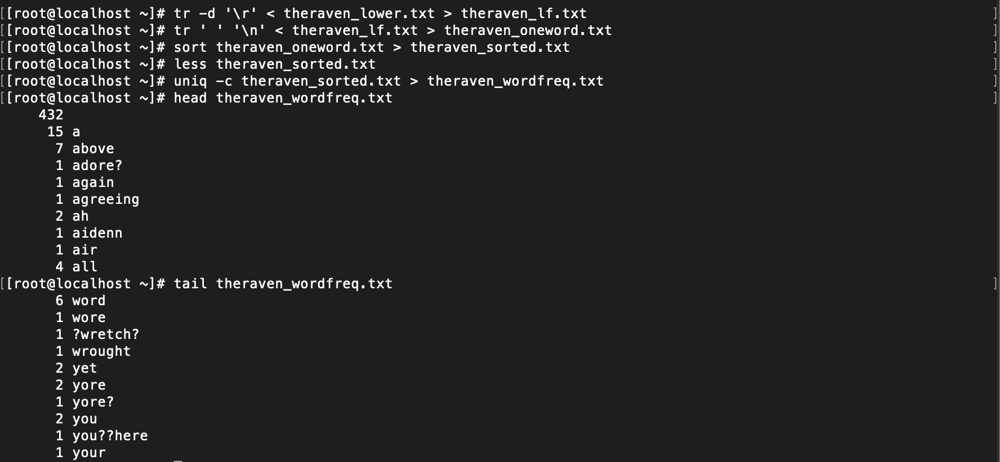 [[root@localhost ~]# tr -d '\r' < theraven_lower.txt > theraven_lf.txt ]
[[root@localhost ~]# tr ' ' '\n' < theraven_lf.txt > theraven_oneword.txt ]
[[root@localhost ~]# sort theraven_oneword.txt > theraven_sorted.txt ]
[[root@localhost ~]# less theraven_sorted.txt ]
[[root@localhost ~]# uniq -c theraven_sorted.txt > theraven_wordfreq.txt ]
[[root@localhost ~]# head theraven_wordfreq.txt ]
432
15 a
7 above
1 adore?
1 again
1 agreeing
2 ah
1 aidenn
1 air
4 all
[[root@localhost ~]# tail theraven_wordfreq.txt ]
6 word
1 wore
1 ?wretch?
1 wrought
2 yet
2 yore
1 yore?
2 you
1 you??here
1 your